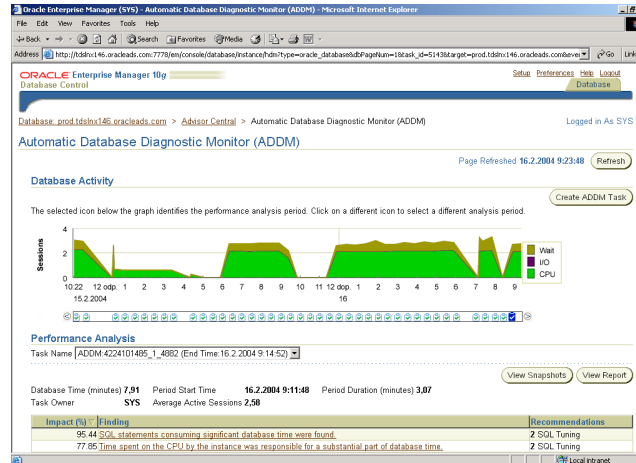 Oracle Enterprise Manager (SYS) - Automatic Database Diagnostic Monitor (ADDM) - Microsoft Internet Explorer
File Edit View Favorites Tools Help
Back Search Favorites Media
Address http://tdslnx146.oracleads.com:7778/em/console/database/instance/hdm?type=oracle_database&dbPageNum=1&task_id=5143&target=prod.tdslnx146.oracleads.com&eve Go Link
ORACLE Enterprise Manager 10g
Setup Preferences Help Logout
Database Control
Database
Database: prod.tdslnx146.oracleads.com > Advisor Central > Automatic Database Diagnostic Monitor (ADDM)
Logged in As SYS
Automatic Database Diagnostic Monitor (ADDM)
Page Refreshed 16.2.2004 9:23:48 Refresh
Database Activity
Create ADDM Task
The selected icon below the graph identifies the performance analysis period. Click on a different icon to select a different analysis period.
Sessions
4
2
0
Wait
I/O
CPU
10:22 12 odp. 1 2 3 4 5 6 7 8 9 10 11 12 dop. 1 2 3 4 5 6 7 8 9
15.2.2004 16
Performance Analysis
Task Name ADDM:4224101485_1_4882 (End Time:16.2.2004 9:14:52)
View Snapshots View Report
Database Time (minutes) 7,91 Period Start Time 16.2.2004 9:11:48 Period Duration (minutes) 3,07
Task Owner SYS Average Active Sessions 2,58
Impact (%) Finding Recommendations
95.44 SQL statements consuming significant database time were found. 2 SQL Tuning
77.85 Time spent on the CPU by the instance was responsible for a substantial part of database time. 2 SQL Tuning
Local intranet